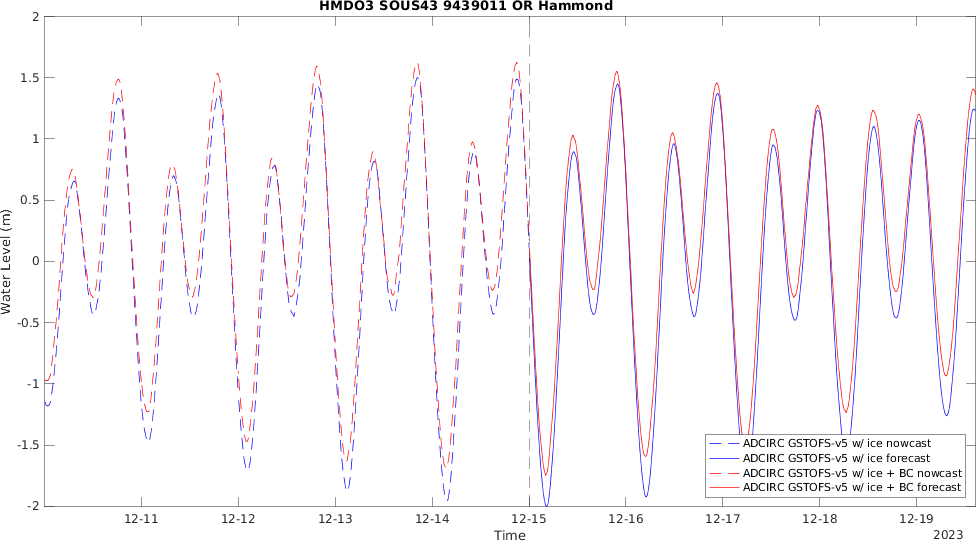 HMDO3 SOUS43 9439011 OR Hammond
2
1.5
1
0.5
0
-0.5
-1
-1.5
-2
Water Level (m)
12-11 12-12 12-13 12-14 12-15 12-16 12-17 12-18 12-19
Time
2023
ADCIRC GSTOFS-v5 w/ ice nowcast
ADCIRC GSTOFS-v5 w/ ice forecast
ADCIRC GSTOFS-v5 w/ ice + BC nowcast
ADCIRC GSTOFS-v5 w/ ice + BC forecast